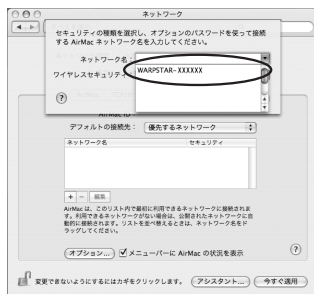 ネットワーク
セキュリティの種類を選択し、オプションのパスワードを使って接続
する AirMac ネットワーク名を入力してください。
ネットワーク名：
ワイヤレスセキュリティ
WARPSTAR-XXXXXX
?
AirMac ID
デフォルトの接続先： 優先するネットワーク
ネットワーク名 セキュリティ
+ − 編集
AirMac は、このリスト内で最初に利用できるネットワークに接続されま
す。利用できるネットワークがない場合は、公開されたネットワークに自
動的に接続されます。リストを並べ替えるには、ネットワーク名をド
ラッグしてください。
オプション... メニューバーに AirMac の状況を表示
?
変更できないようにするにはカギをクリックします。 アシスタント... 今すぐ適用